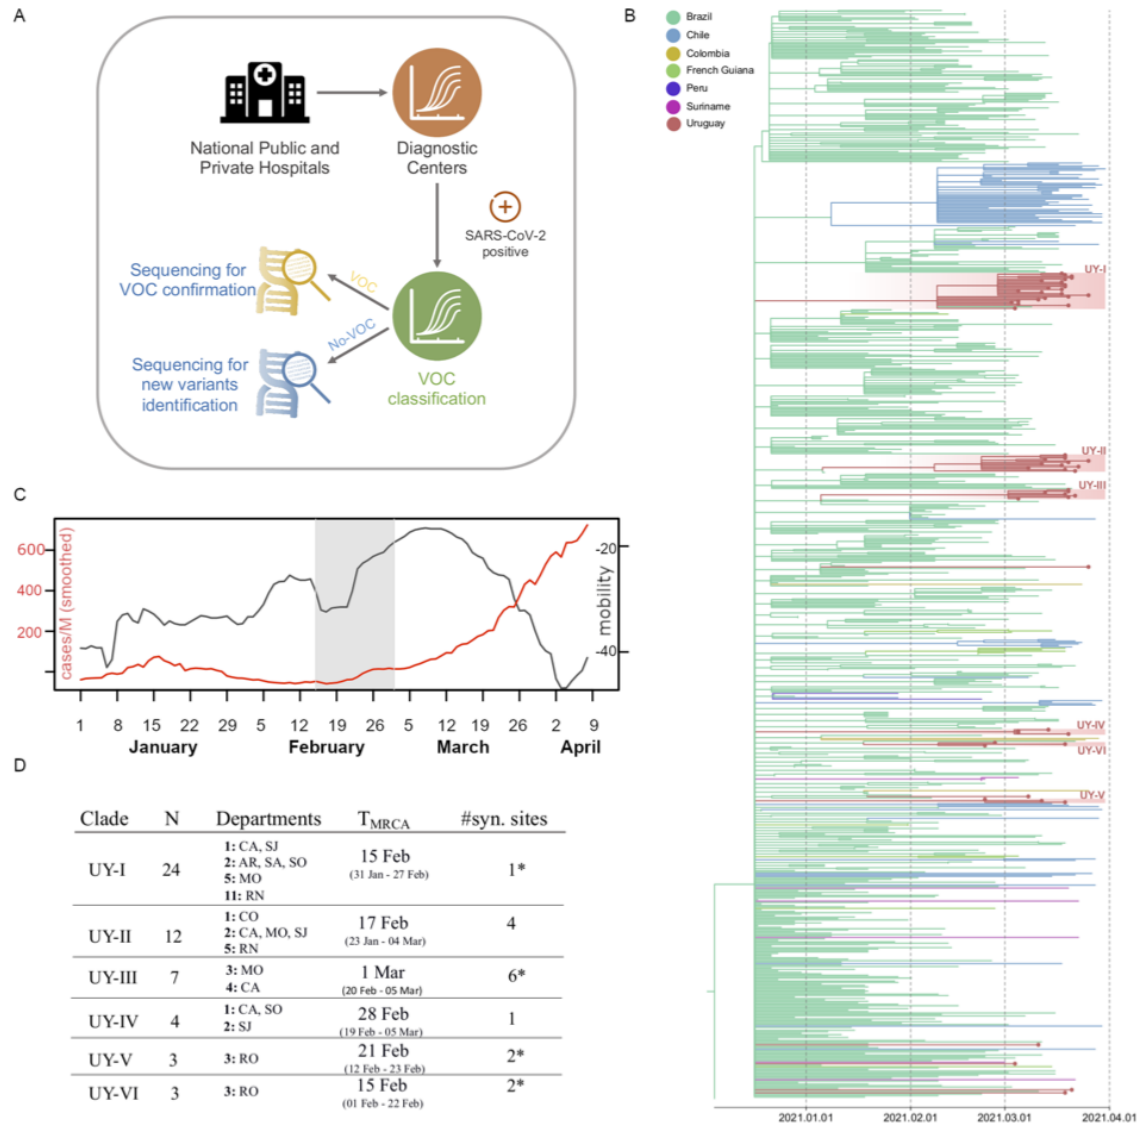 A
National Public and
Private Hospitals
Diagnostic
Centers
SARS-CoV-2
positive
VOC
No-VOC
Sequencing for
VOC confirmation
Sequencing for
new variants
identification
VOC
classification
B
Brazil
Chile
Colombia
French Guiana
Peru
Suriname
Uruguay
UY-I
UY-II
UY-III
UY-IV
UY-VI
UY-V
2021.01.01
2021.02.01
2021.03.01
2021.04.01
C
cases/M (smoothed)
600
400
200
mobility
-20
-40
1 8 15 22 29 5 12 19 26 5 12 19 26 2 9
January February March April
D
Clade N Departments TMRCA #syn. sites
UY-I 24 1: CA, SJ
2: AR, SA, SO
5: MO
11: RN
15 Feb
(31 Jan - 27 Feb)
1*
UY-II 12 1: CO
2: CA, MO, SJ
5: RN
17 Feb
(23 Jan - 04 Mar)
4
UY-III 7 3: MO
4: CA
1 Mar
(20 Feb - 05 Mar)
6*
UY-IV 4 1: CA, SO
2: SJ
28 Feb
(19 Feb - 05 Mar)
1
UY-V 3 3: RO
21 Feb
(12 Feb - 23 Feb)
2*
UY-VI 3 3: RO
15 Feb
(01 Feb - 22 Feb)
2*